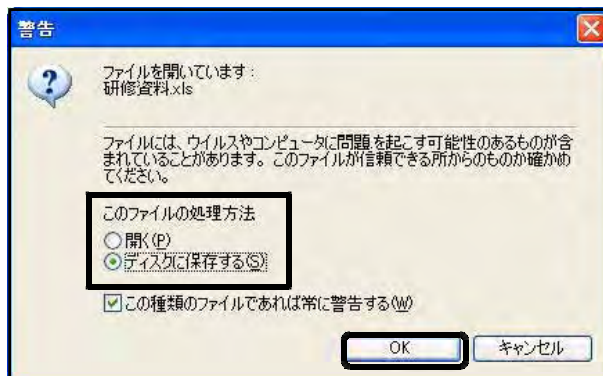 警告
ファイルを開いています：
研修資料.xls
ファイルには、ウイルスやコンピュータに問題を起こす可能性のあるものが含
まれていることがあります。このファイルが信頼できる所からのものか確かめ
てください。
このファイルの処理方法
開く(P)
ディスクに保存する(S)
この種類のファイルであれば常に警告する(W)
OK キャンセル